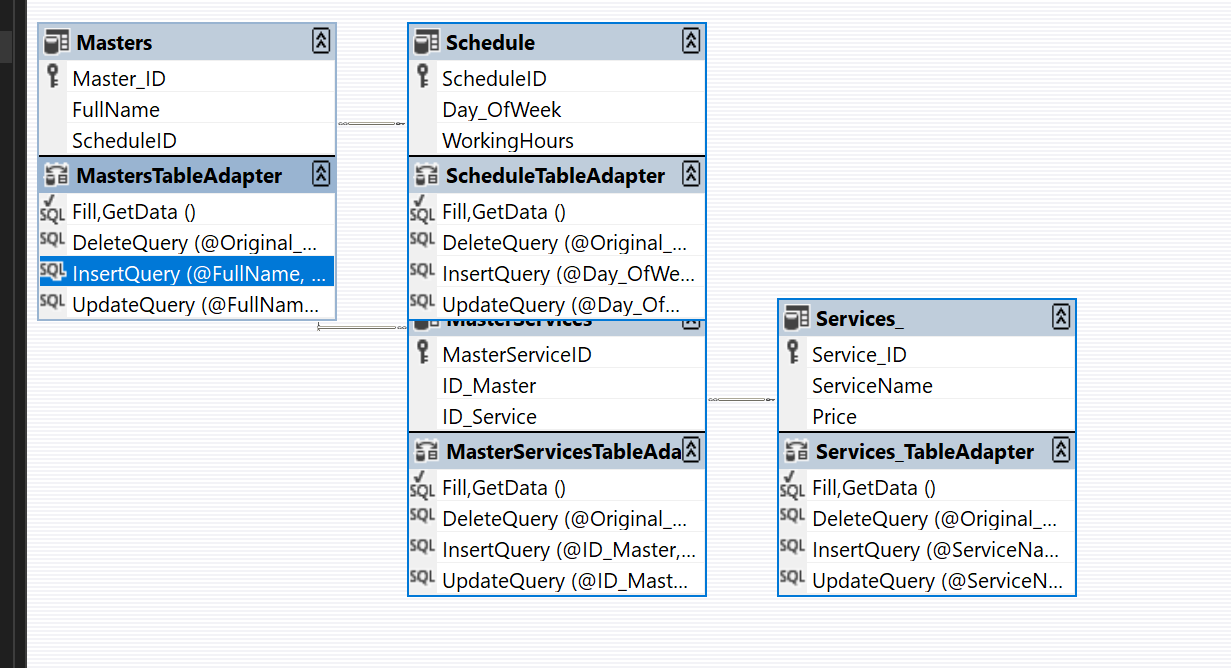 Masters
Master_ID
FullName
ScheduleID
MastersTableAdapter
Fill,GetData ()
DeleteQuery (@Original_...
InsertQuery (@FullName, ...
UpdateQuery (@FullNam...
Schedule
ScheduleID
Day_OfWeek
WorkingHours
ScheduleTableAdapter
Fill,GetData ()
DeleteQuery (@Original_...
InsertQuery (@Day_OfWe...
UpdateQuery (@Day_Of...
MasterServices
MasterServiceID
ID_Master
ID_Service
MasterServicesTableAda
Fill,GetData ()
DeleteQuery (@Original_...
InsertQuery (@ID_Master,...
UpdateQuery (@ID_Mast...
Services_
Service_ID
ServiceName
Price
Services_TableAdapter
Fill,GetData ()
DeleteQuery (@Original_...
InsertQuery (@ServiceNa...
UpdateQuery (@ServiceN...